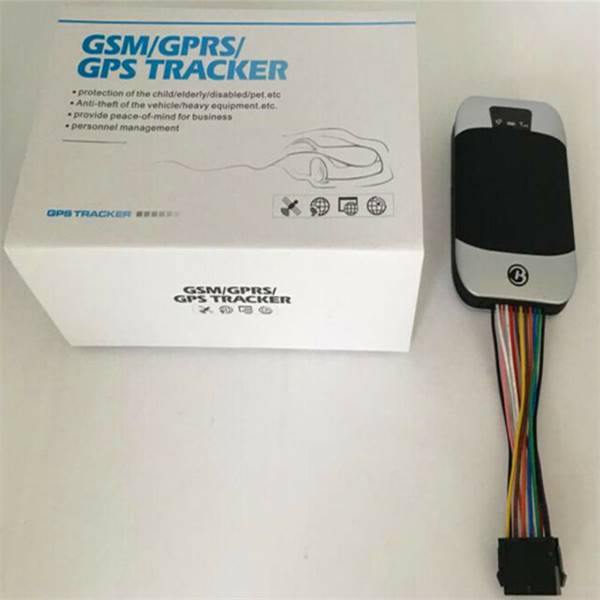 GSM/GPRS/
GPS TRACKER
• protection of the child/elderly/disabled/pet.etc
• Anti-theft of the vehicle/heavy equipment.etc.
• provide peace-of-mind for business
• personnel management
GPS TRACKER
GSM/GPRS/
GPS TRACKER